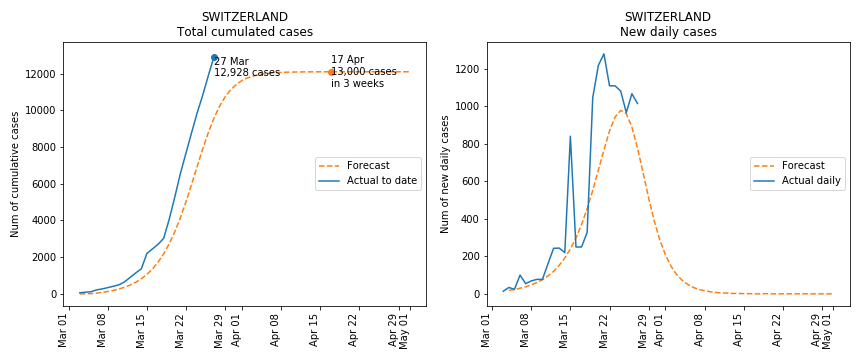 SWITZERLAND
Total cumulated cases
Num of cumulative cases
12000
10000
8000
6000
4000
2000
0
27 Mar
12,928 cases
17 Apr
13,000 cases
in 3 weeks
Forecast
Actual to date
Mar 01
Mar 08
Mar 15
Mar 22
Mar 29
Apr 01
Apr 08
Apr 15
Apr 22
Apr 29
May 01
SWITZERLAND
New daily cases
Num of new daily cases
1200
1000
800
600
400
200
0
Forecast
Actual daily
Mar 01
Mar 08
Mar 15
Mar 22
Mar 29
Apr 01
Apr 08
Apr 15
Apr 22
Apr 29
May 01